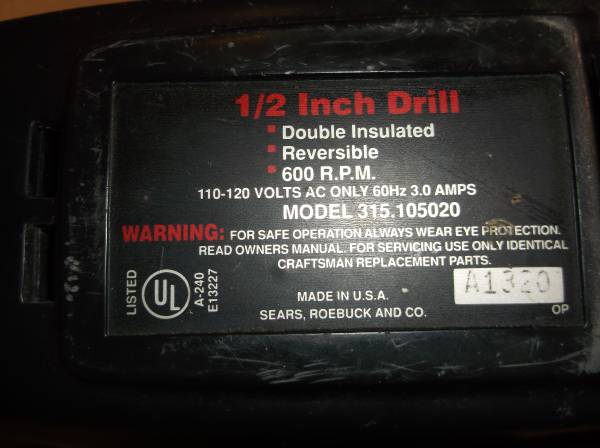 1/2 Inch Drill
Double Insulated
Reversible
600 R.P.M.
110-120 VOLTS AC ONLY 60Hz 3.0 AMPS
MODEL 315.105020
WARNING: FOR SAFE OPERATION ALWAYS WEAR EYE PROTECTION.
READ OWNERS MANUAL. FOR SERVICING USE ONLY IDENTICAL
CRAFTSMAN REPLACEMENT PARTS.
LISTED
UL
A-240
E13227
MADE IN U.S.A.
SEARS, ROEBUCK AND CO.
A1320
OP